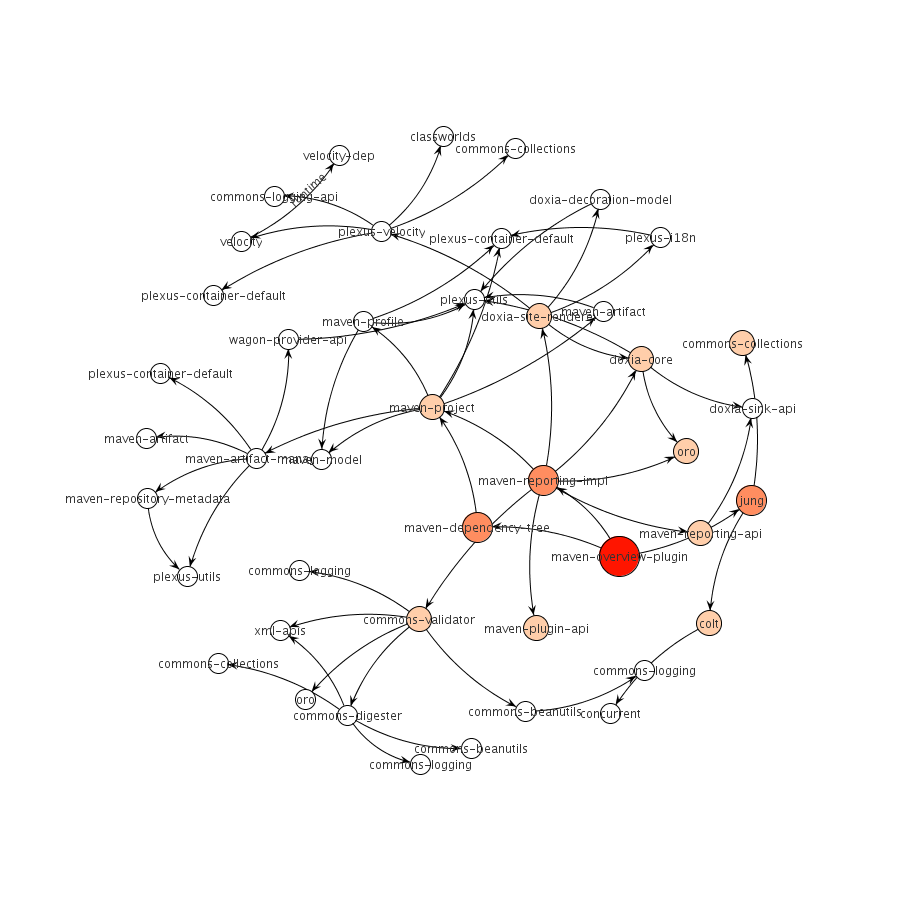 classworlds
commons-collections
velocity-dep
runtime
commons-logging-api
doxia-decoration-model
plexus-velocity
velocity
plexus-container-default
plexus-i18n
plexus-container-default
plexus-utils
maven-artifact
doxia-site-renderer
maven-profile
wagon-provider-api
commons-collections
doxia-core
plexus-container-default
maven-project
doxia-sink-api
maven-artifact
maven-artifact-manager
maven-model
oro
maven-reporting-impl
maven-repository-metadata
jung
maven-dependency-tree
maven-reporting-api
maven-overview-plugin
commons-logging
plexus-utils
commons-validator
colt
xml-apis
maven-plugin-api
commons-collections
commons-logging
oro
commons-digester
commons-beanutils
concurrent
commons-beanutils
commons-logging